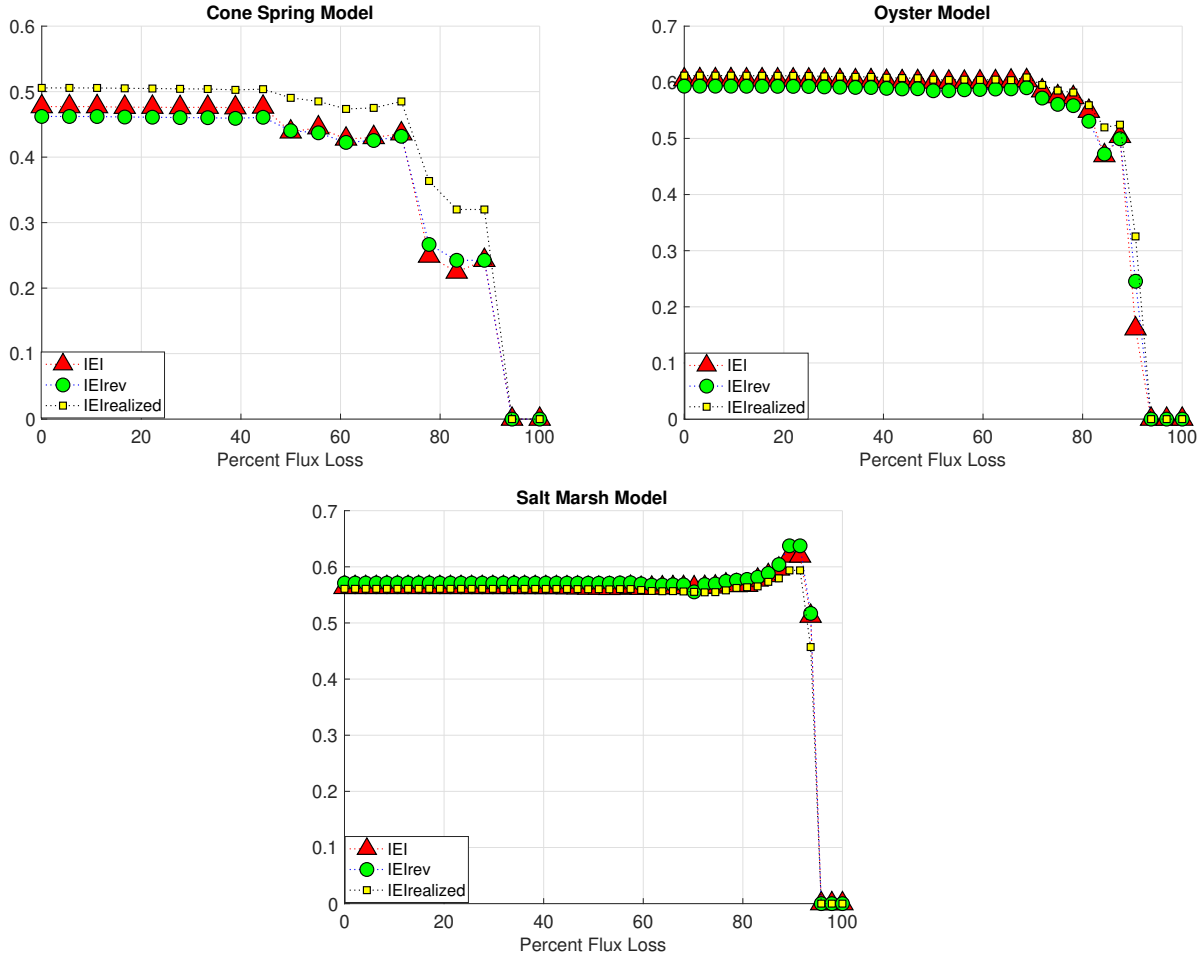 Cone Spring Model
0.6
0.5
0.4
0.3
0.2
0.1
0
IEI
IEIrev
IEIrealized
0 20 40 60 80 100
Percent Flux Loss
Oyster Model
0.7
0.6
0.5
0.4
0.3
0.2
0.1
0
IEI
IEIrev
IEIrealized
0 20 40 60 80 100
Percent Flux Loss
Salt Marsh Model
0.7
0.6
0.5
0.4
0.3
0.2
0.1
0
IEI
IEIrev
IEIrealized
0 20 40 60 80 100
Percent Flux Loss